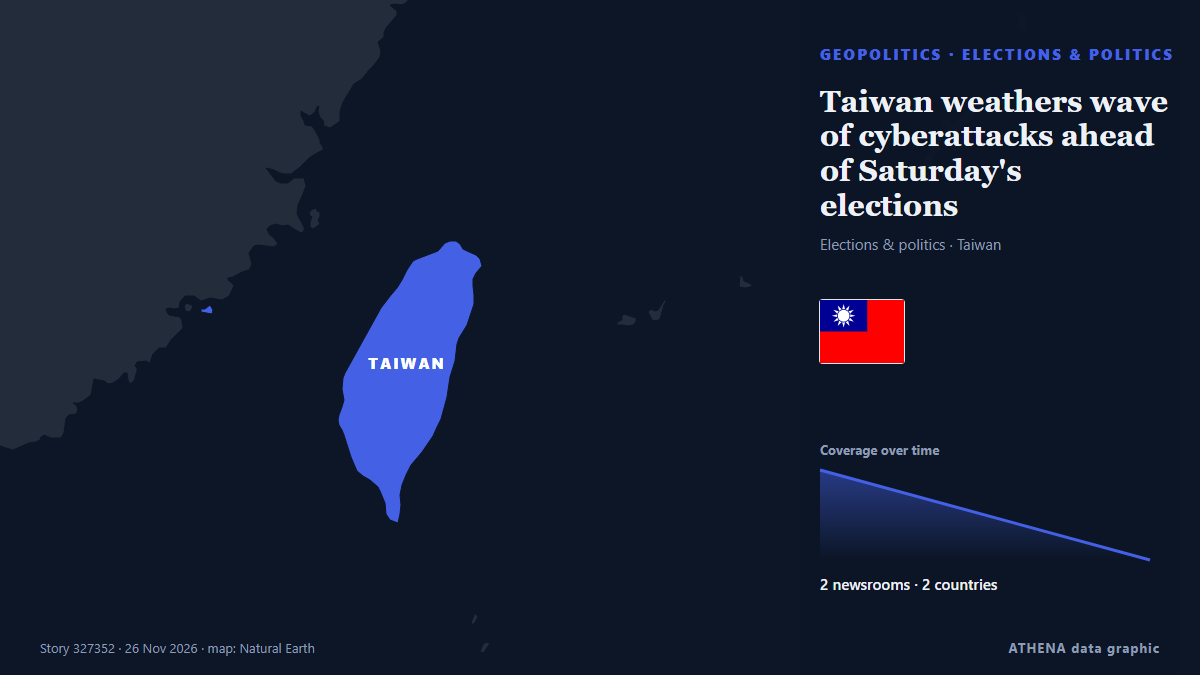 GEOPOLITICS · ELECTIONS & POLITICS
Taiwan weathers wave
of cyberattacks ahead
of Saturday's
elections
Elections & politics · Taiwan
TAIWAN
Coverage over time
2 newsrooms · 2 countries
Story 327352 · 26 Nov 2026 · map: Natural Earth
ATHENA data graphic